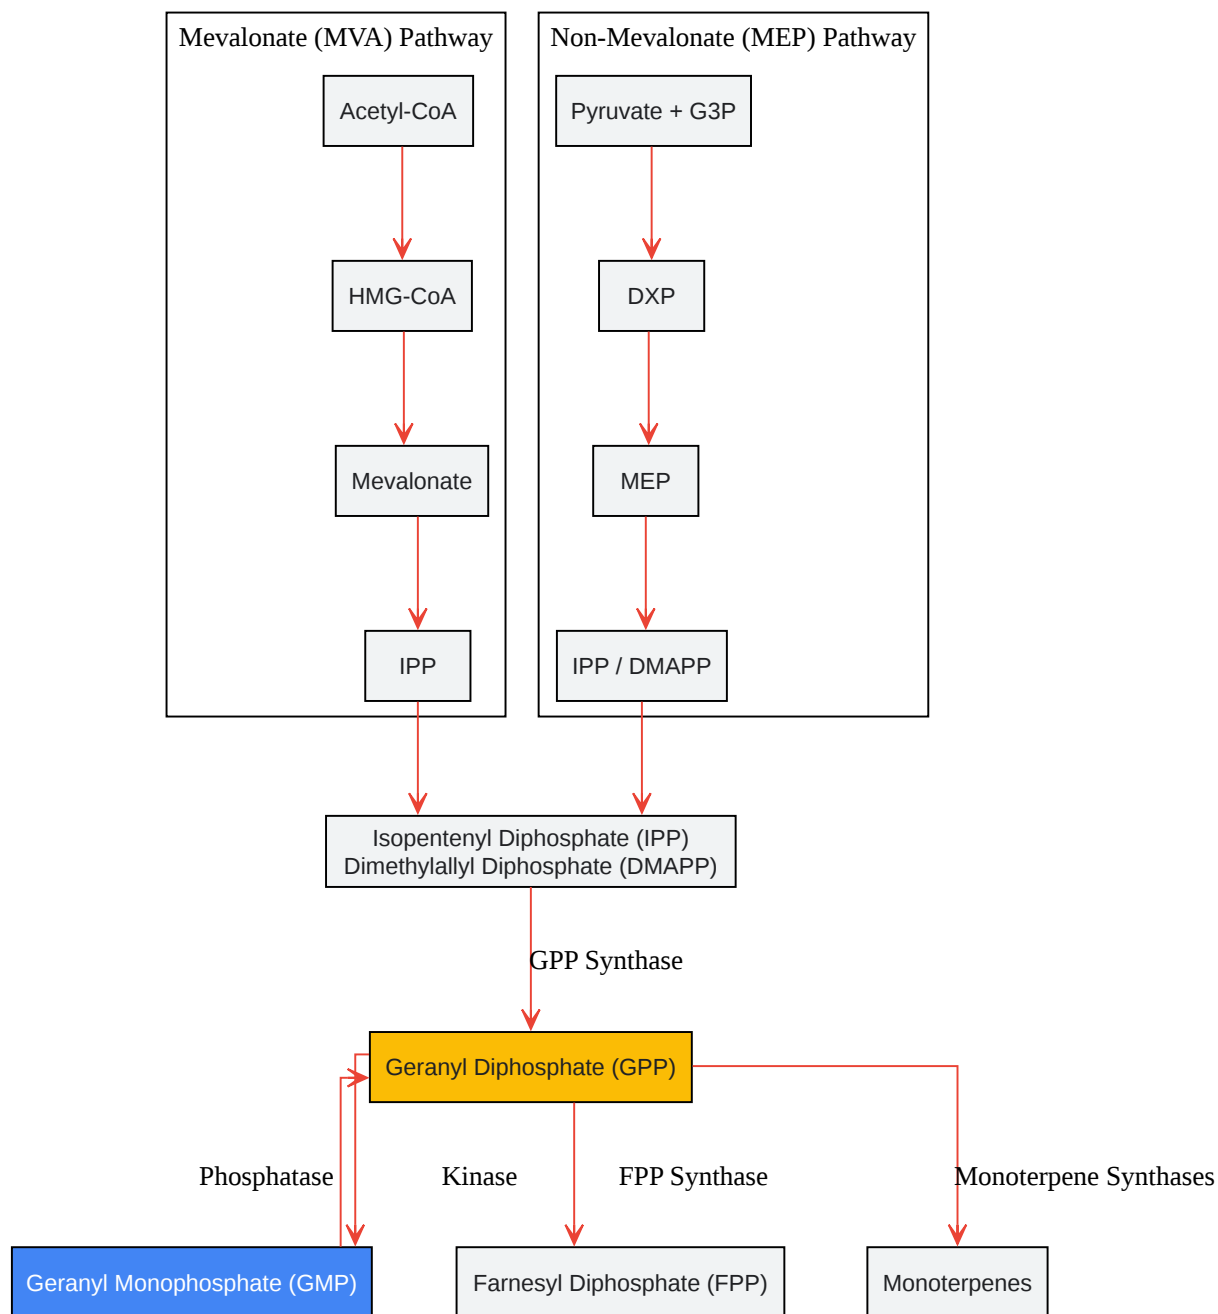 Mevalonate (MVA) Pathway
Non-Mevalonate (MEP) Pathway
Acetyl-CoA
Pyruvate + G3P
HMG-CoA
DXP
Mevalonate
MEP
IPP
IPP / DMAPP
Isopentenyl Diphosphate (IPP)
Dimethylallyl Diphosphate (DMAPP)
GPP Synthase
Geranyl Diphosphate (GPP)
Phosphatase
Kinase
FPP Synthase
Monoterpene Synthases
Geranyl Monophosphate (GMP)
Farnesyl Diphosphate (FPP)
Monoterpenes